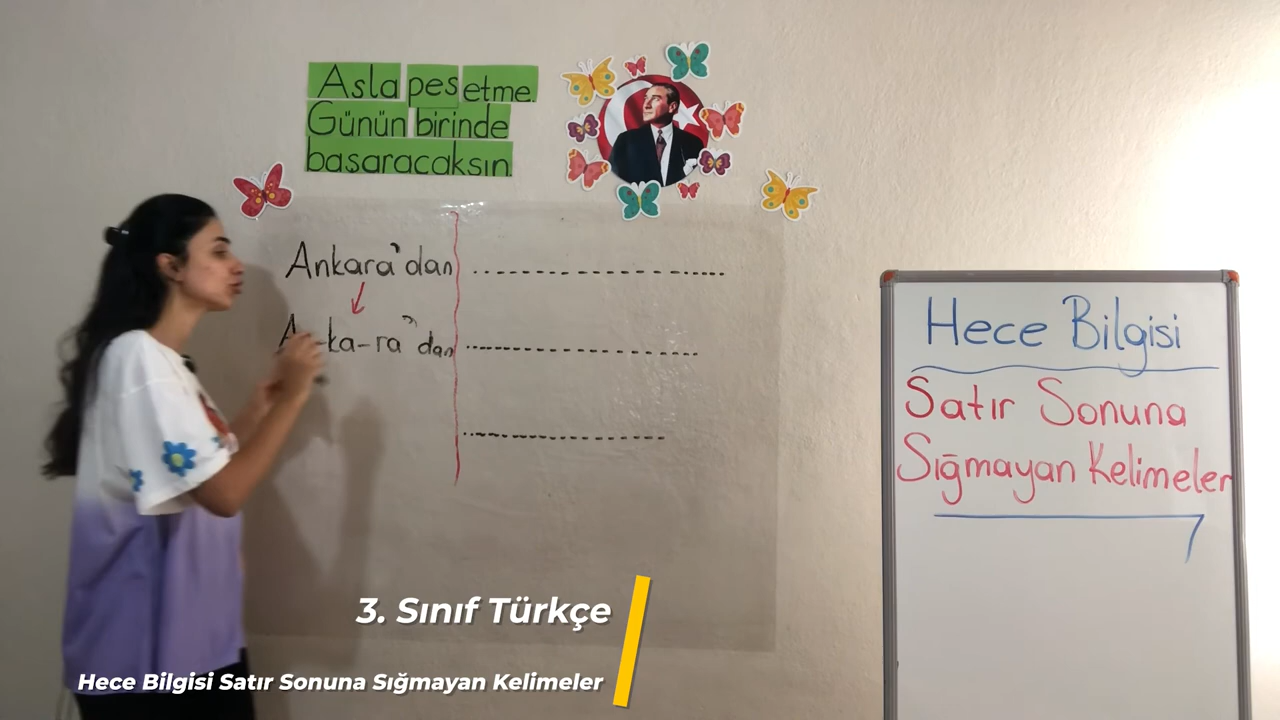 Asla pes etme.
Günün birinde
başaracaksın.
Ankara'dan
-ka-ra' dan
Hece Bilgisi
Satır Sonuna
Sığmayan Kelimeler
3. Sınıf Türkçe
Hece Bilgisi Satır Sonuna Sığmayan Kelimeler